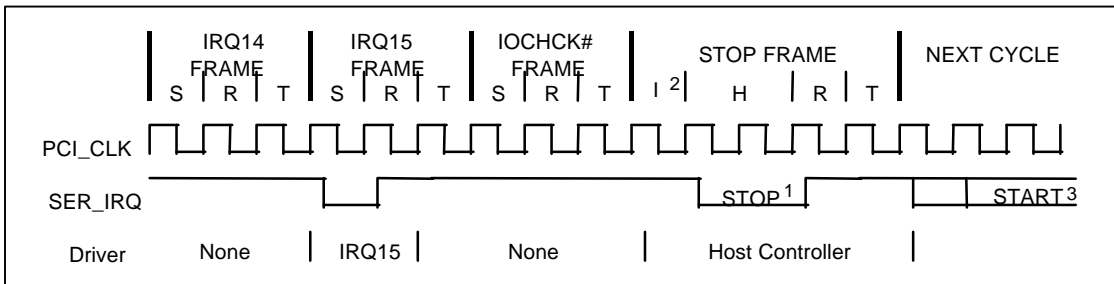 IRQ14 FRAME
IRQ15 FRAME
IOCHCK# FRAME
STOP FRAME
NEXT CYCLE
S R T S R T S R T I 2 H R T
PCI_CLK
SER_IRQ STOP 1 START 3
Driver None IRQ15 None Host Controller